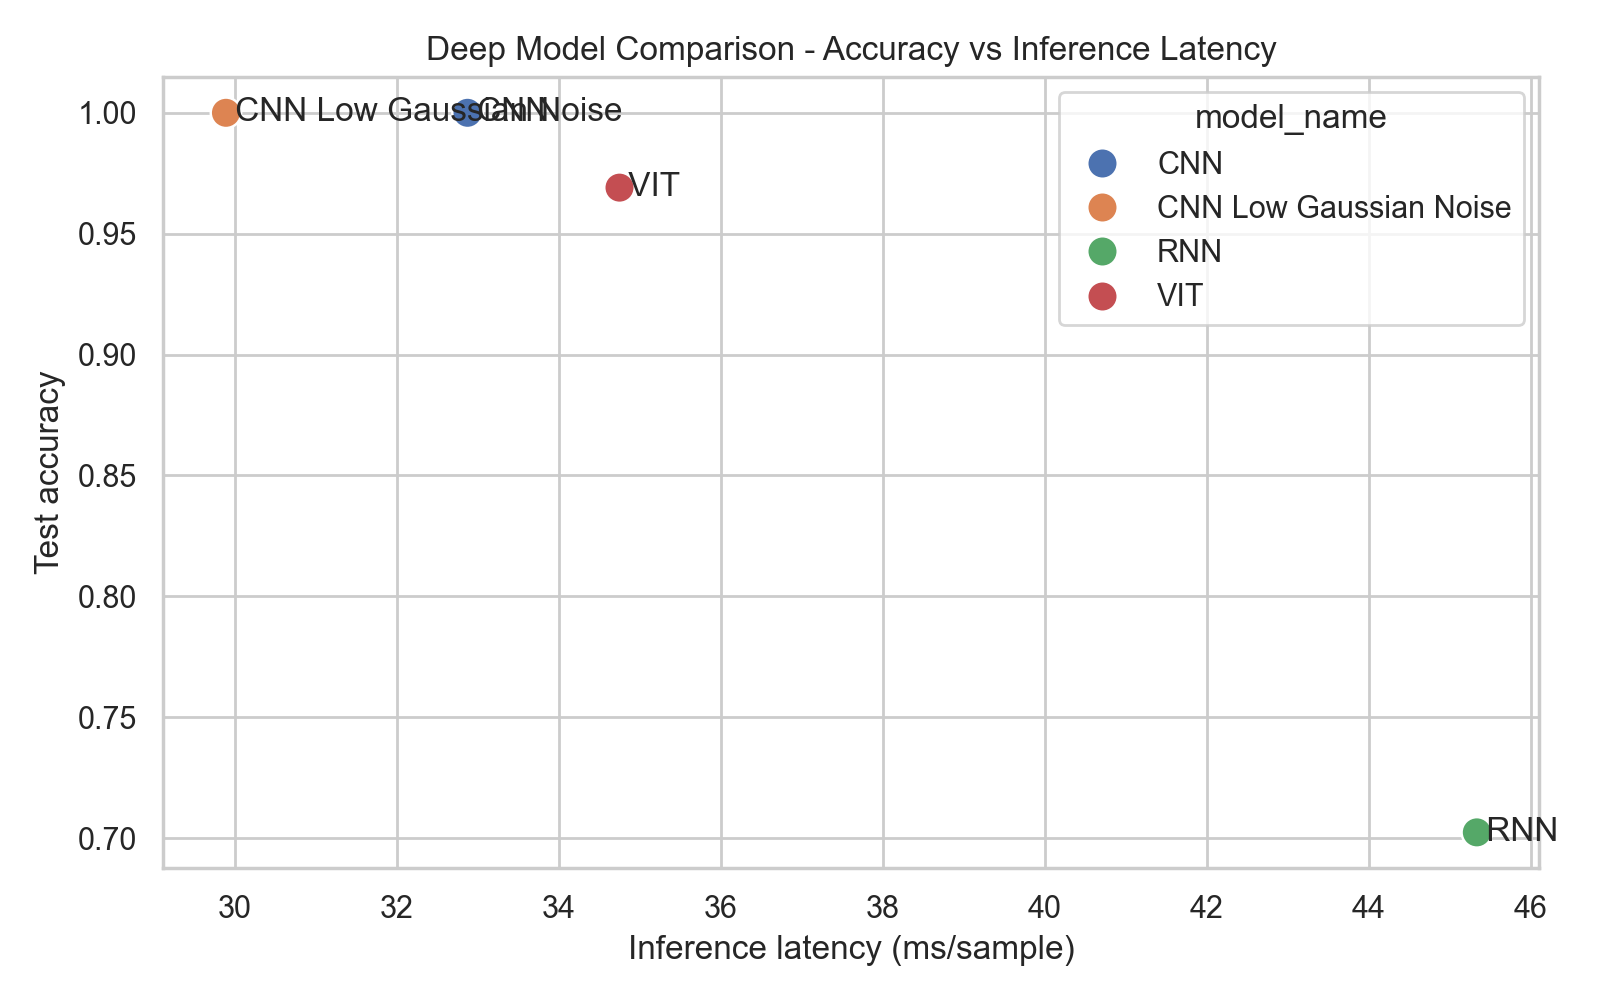 Deep Model Comparison - Accuracy vs Inference Latency
1.00
0.95
0.90
0.85
0.80
0.75
0.70
Test accuracy
CNN Low Gaussian Noise
CNN
VIT
RNN
model_name
CNN
CNN Low Gaussian Noise
RNN
VIT
30 32 34 36 38 40 42 44 46
Inference latency (ms/sample)